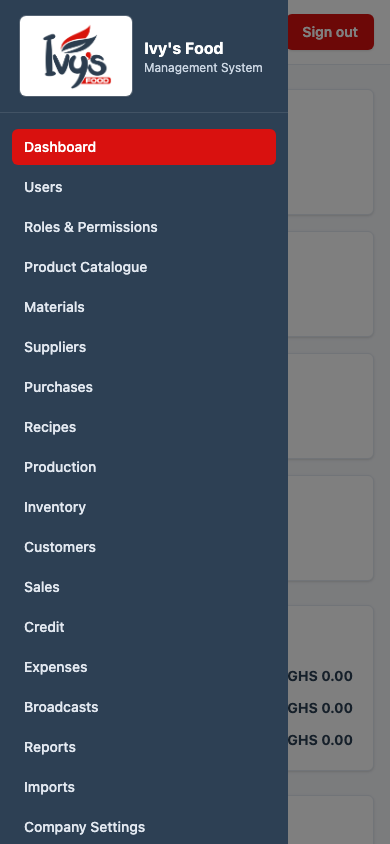 Ivy's
FOOD
Ivy's Food
Management System
Sign out
Dashboard
Users
Roles & Permissions
Product Catalogue
Materials
Suppliers
Purchases
Recipes
Production
Inventory
Customers
Sales
Credit
Expenses
GHS 0.00
Broadcasts
GHS 0.00
Reports
GHS 0.00
Imports
Company Settings